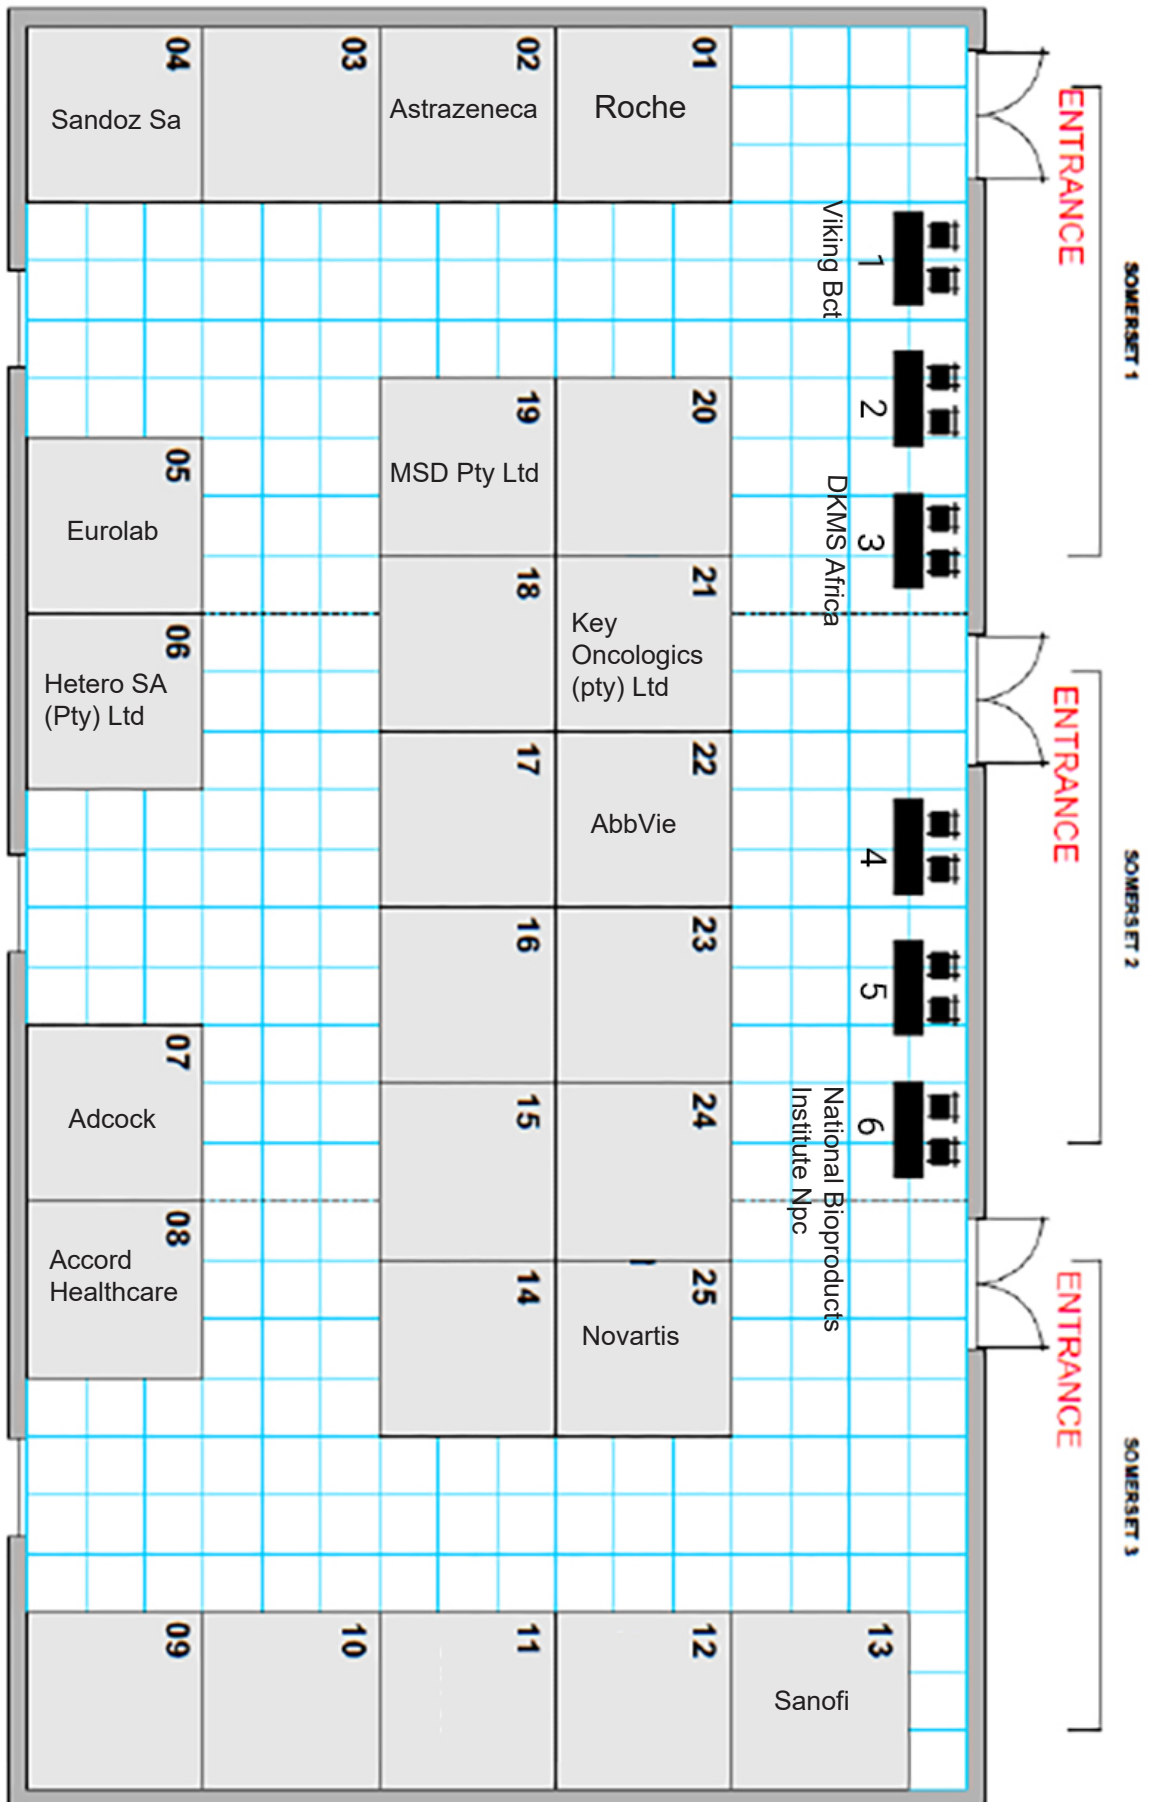 04
Sandoz Sa
03
02
Astrazeneca
01
Roche
ENTRANCE
SOMERSET 1
1
Viking Bct
2
3
DKMS Africa
19
MSD Pty Ltd
20
05
Eurolab
18
21
Key
Oncologics
(pty) Ltd
06
Hetero SA
(Pty) Ltd
ENTRANCE
SOMERSET 2
17
22
AbbVie
4
16
23
5
07
Adcock
15
24
6
National Bioproducts
Institute Npc
08
Accord
Healthcare
14
25
Novartis
ENTRANCE
SOMERSET 3
09
10
11
12
13
Sanofi